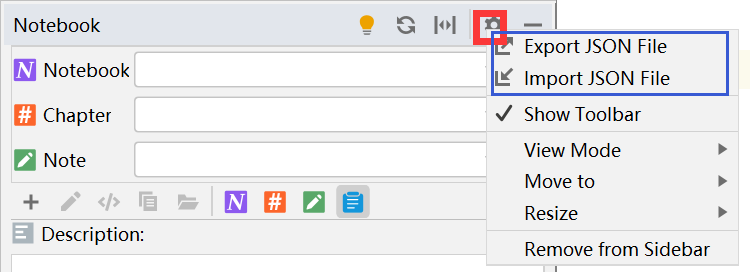 Notebook
Export JSON File
Notebook
Import JSON File
Chapter
Show Toolbar
Note
View Mode
Move to
Resize
Description:
Remove from Sidebar